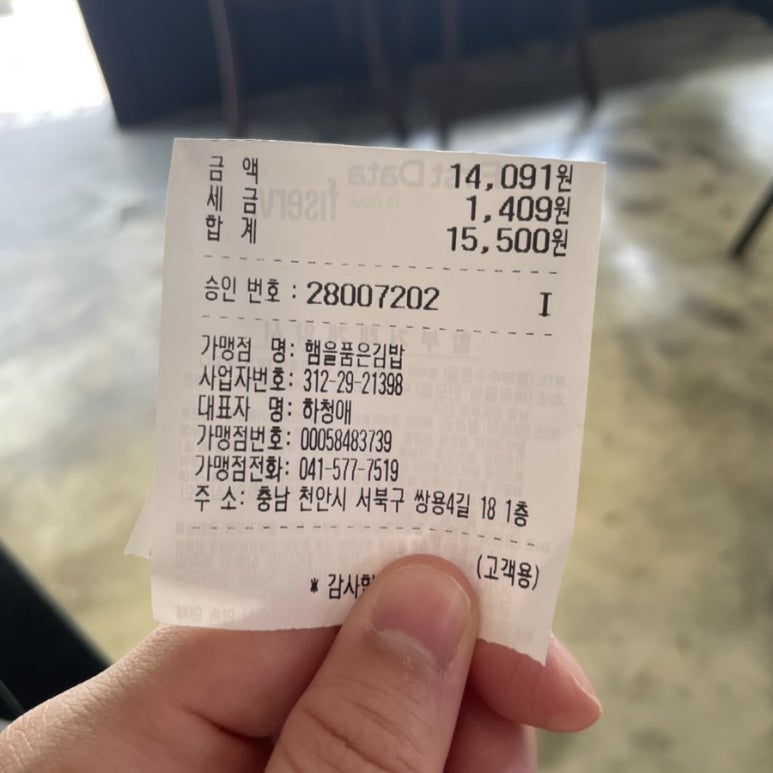 금 액 14,091원
세 금 1,409원
합 계 15,500원
승인 번호 : 28007202 I
가맹점 명: 햄을품은김밥
사업자번호: 312-29-21398
대표자 명: 하청애
가맹점번호: 00058483739
가맹점전화: 041-577-7519
주 소: 충남 천안시 서북구 쌍용4길 18 1층
(고객용)
* 감사합